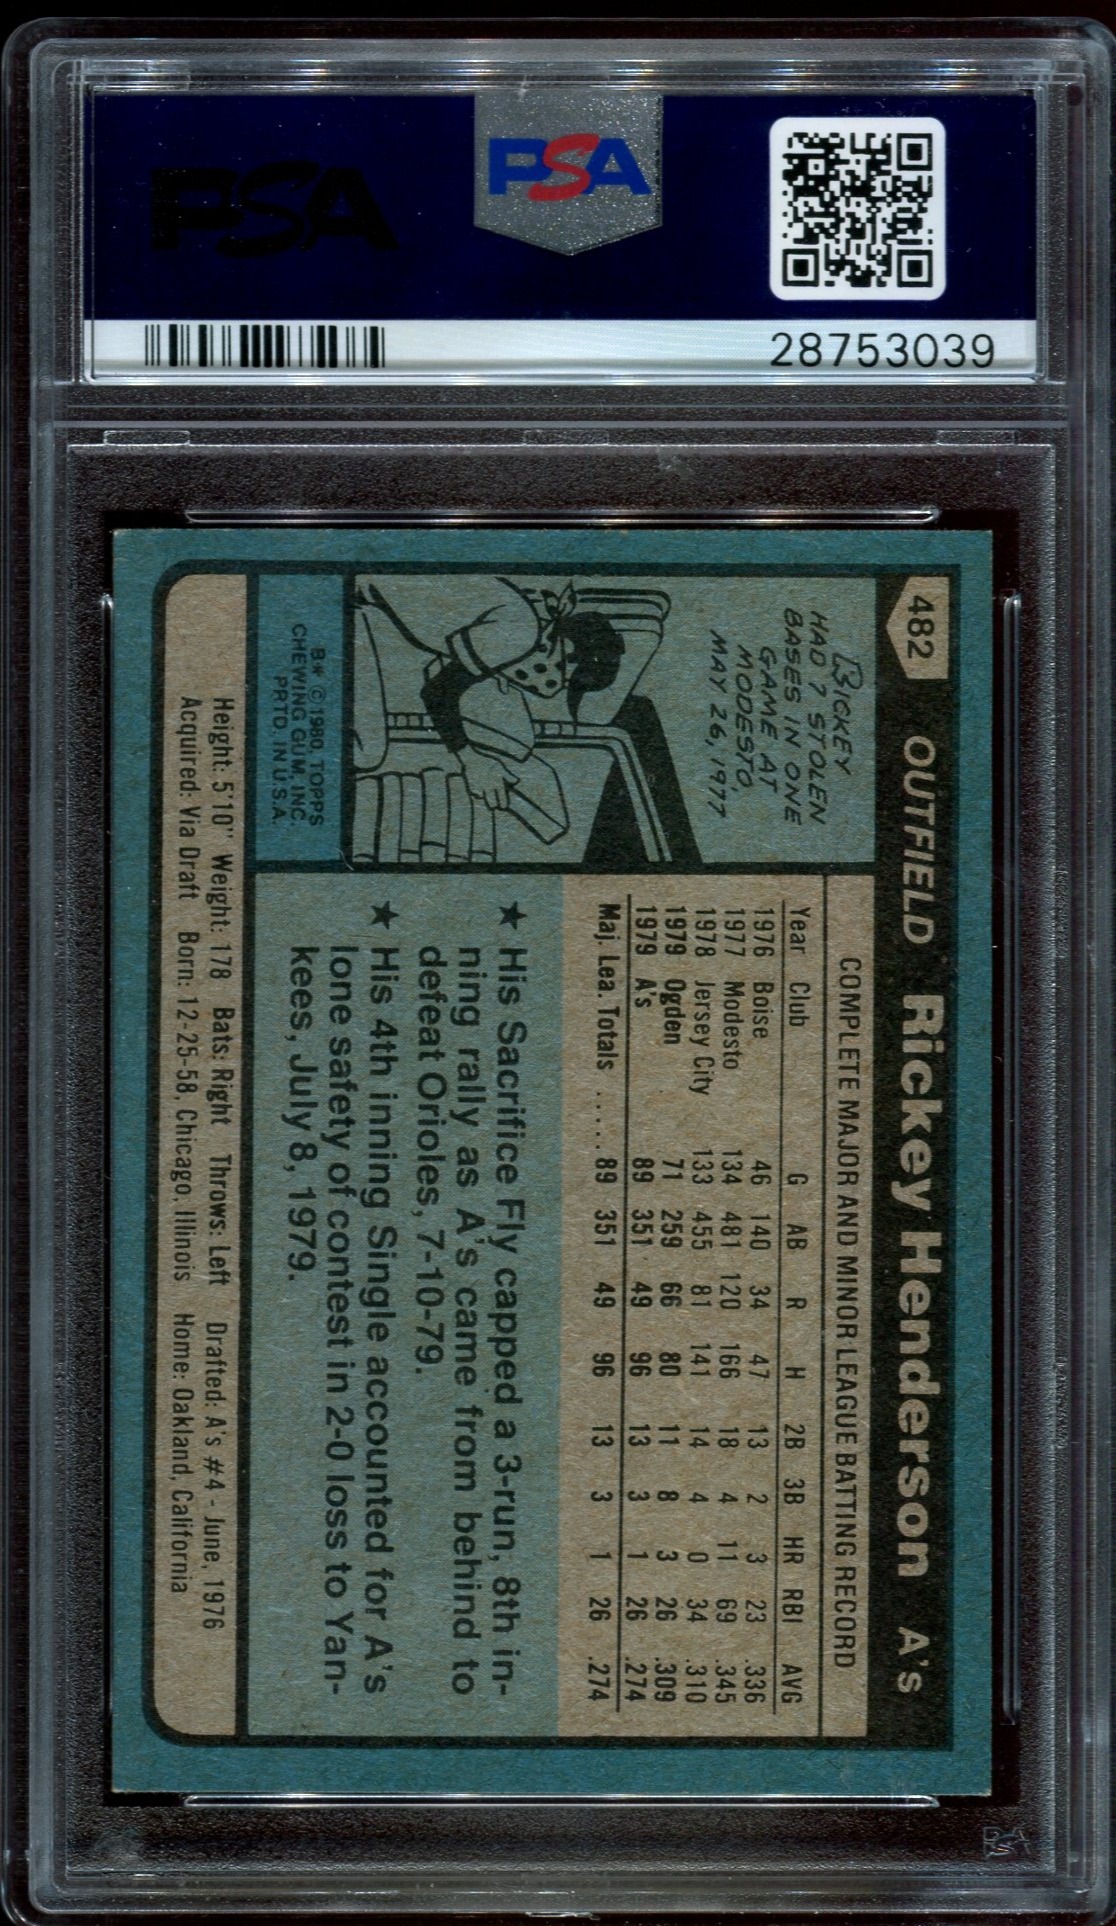 PSA
PSA
28753039
482 OUTFIELD Rickey Henderson A's
RICKEY
HAD 7 STOLEN
BASES IN ONE
GAME AT
MODESTO,
MAY 26, 1977
B* ©1980, TOPPS
CHEWING GUM, INC.
PRTD. IN U.S.A.
COMPLETE MAJOR AND MINOR LEAGUE BATTING RECORD
Year Club G AB R H 2B 3B HR RBI AVG
1976 Boise 46 140 34 47 13 2 3 23 .336
1977 Modesto 134 481 120 166 18 4 11 69 .345
1978 Jersey City 133 455 81 141 14 4 0 34 .310
1979 Ogden 71 259 66 80 11 8 3 26 .309
1979 A's 89 351 49 96 13 3 1 26 .274
Maj. Lea. Totals ...... 89 351 49 96 13 3 1 26 .274
★ His Sacrifice Fly capped a 3-run, 8th in-
ning rally as A's came from behind to
defeat Orioles, 7-10-79.
★ His 4th inning Single accounted for A's
lone safety of contest in 2-0 loss to Yan-
kees, July 8, 1979.
Height: 5'10" Weight: 178 Bats: Right Throws: Left Drafted: A's #4 - June, 1976
Acquired: Via Draft Born: 12-25-58, Chicago, Illinois Home: Oakland, California
PSA